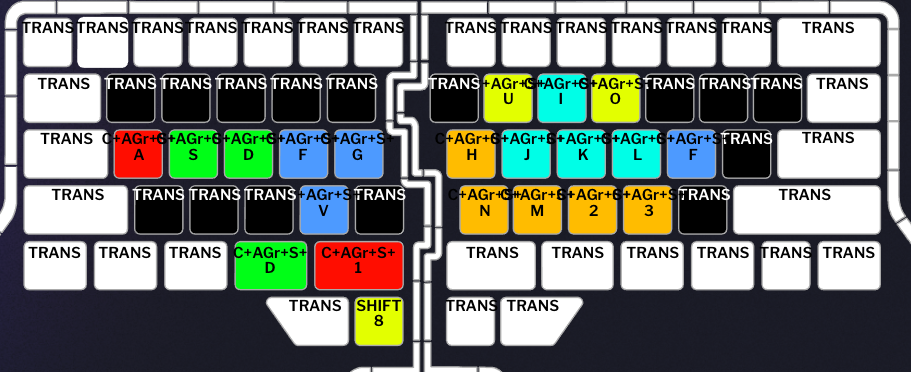 TRANS TRANS TRANS TRANS TRANS TRANS TRANS TRANS TRANS TRANS TRANS TRANS TRANS TRANS
TRANS TRANS TRANS TRANS TRANS TRANS TRANS +AGr+S +AGr+S +AGr+S TRANS TRANS TRANS TRANS
U I O
TRANS C+AGr+S +AGr+S +AGr+S +AGr+S +AGr+S+ C+AGr+S +AGr+S +AGr+S +AGr+S +AGr+S+ TRANS TRANS
A S D F G H J K L F
TRANS TRANS TRANS TRANS +AGr+S TRANS C+AGr+S +AGr+S +AGr+S +AGr+S+ TRANS TRANS
V N M 2 3
TRANS TRANS TRANS C+AGr+S+ C+AGr+S+ TRANS TRANS TRANS TRANS TRANS TRANS
D 1
TRANS SHIFT TRANS TRANS
8